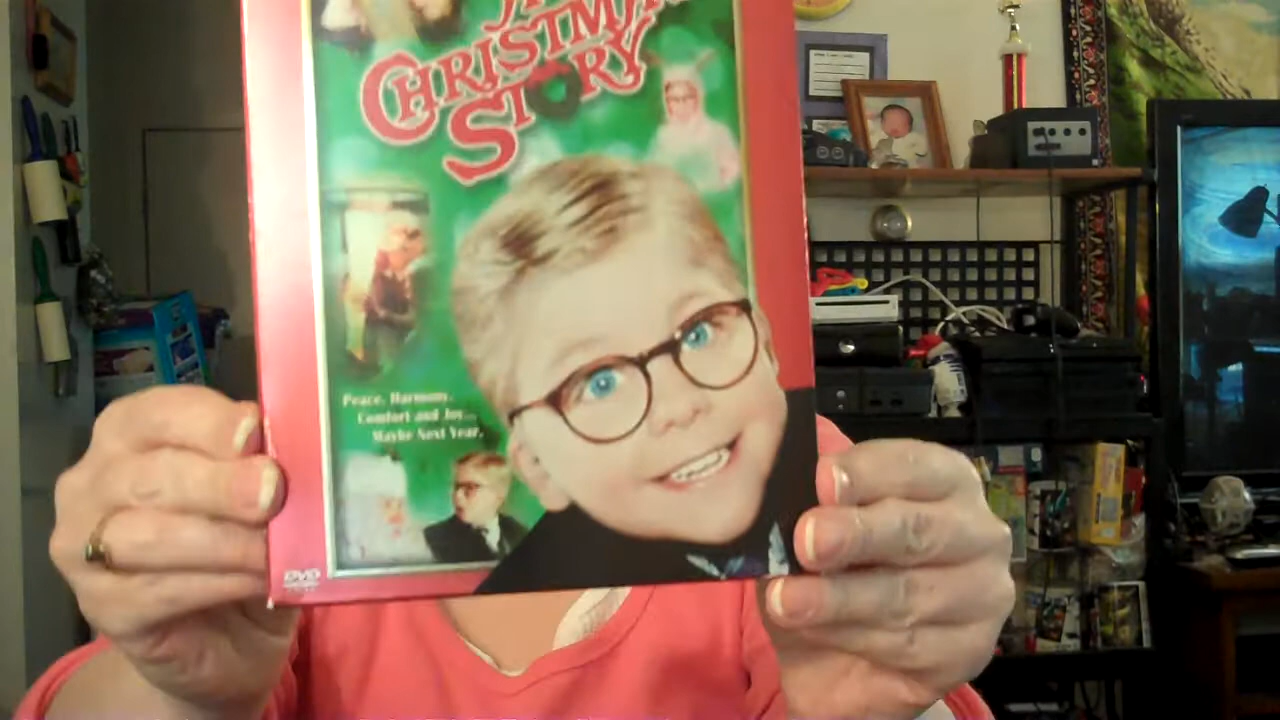 A
CHRISTMAS
STORY
Peace. Harmony.
Comfort and Joy...
Maybe Next Year.
DVD